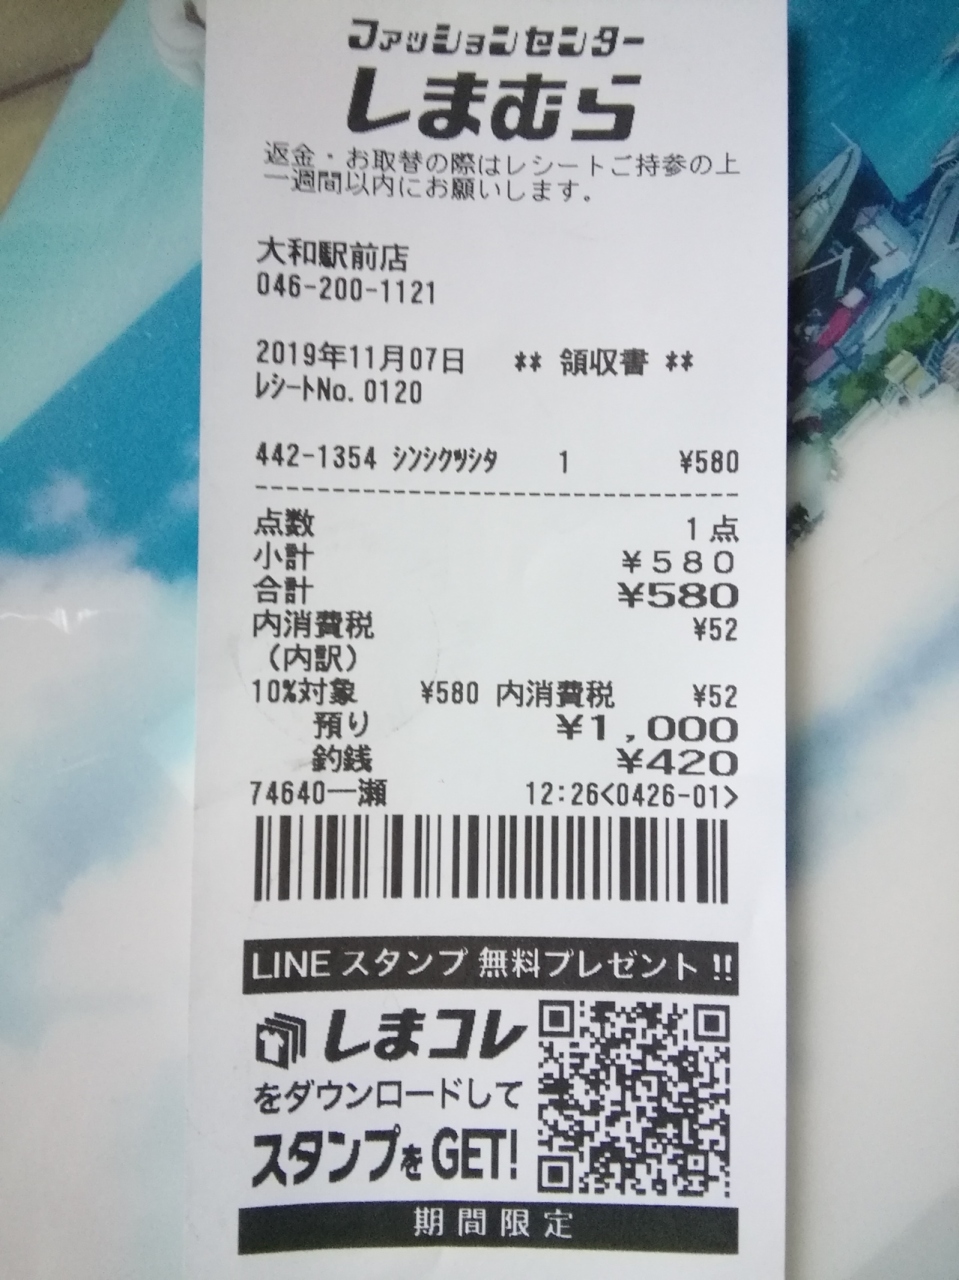 ファッションセンター
しまむら
返金・お取替の際はレシートご持参の上
一週間以内にお願いします。
大和駅前店
046-200-1121
2019年11月07日 ** 領収書 **
ﾚｼｰﾄNo. 0120
442-1354 ｼﾝｼｸﾂｼﾀ 1 ¥580
点数 1点
小計 ¥580
合計 ¥580
内消費税 ¥52
（内訳）
10%対象 ¥580 内消費税 ¥52
預り ¥1,000
釣銭 ¥420
74640一瀬 12:26<0426-01>
LINE スタンプ 無料プレゼント !!
しまコレ
をダウンロードして
スタンプを GET!
期間限定